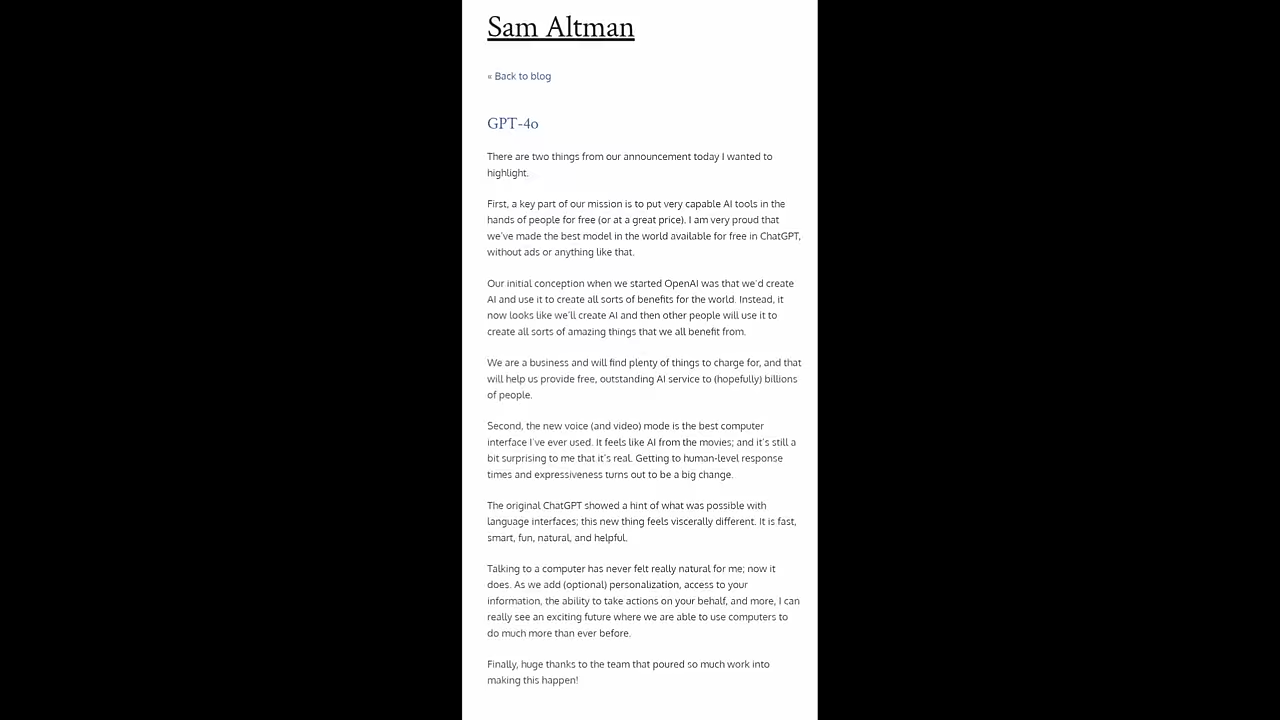 Sam Altman
« Back to blog
GPT-4o
There are two things from our announcement today I wanted to
highlight.
First, a key part of our mission is to put very capable AI tools in the
hands of people for free (or at a great price). I am very proud that
we've made the best model in the world available for free in ChatGPT,
without ads or anything like that.
Our initial conception when we started OpenAI was that we'd create
AI and use it to create all sorts of benefits for the world. Instead, it
now looks like we'll create AI and then other people will use it to
create all sorts of amazing things that we all benefit from.
We are a business and will find plenty of things to charge for, and that
will help us provide free, outstanding AI service to (hopefully) billions
of people.
Second, the new voice (and video) mode is the best computer
interface I've ever used. It feels like AI from the movies; and it's still a
bit surprising to me that it's real. Getting to human-level response
times and expressiveness turns out to be a big change.
The original ChatGPT showed a hint of what was possible with
language interfaces; this new thing feels viscerally different. It is fast,
smart, fun, natural, and helpful.
Talking to a computer has never felt really natural for me; now it
does. As we add (optional) personalization, access to your
information, the ability to take actions on your behalf, and more, I can
really see an exciting future where we are able to use computers to
do much more than ever before.
Finally, huge thanks to the team that poured so much work into
making this happen!